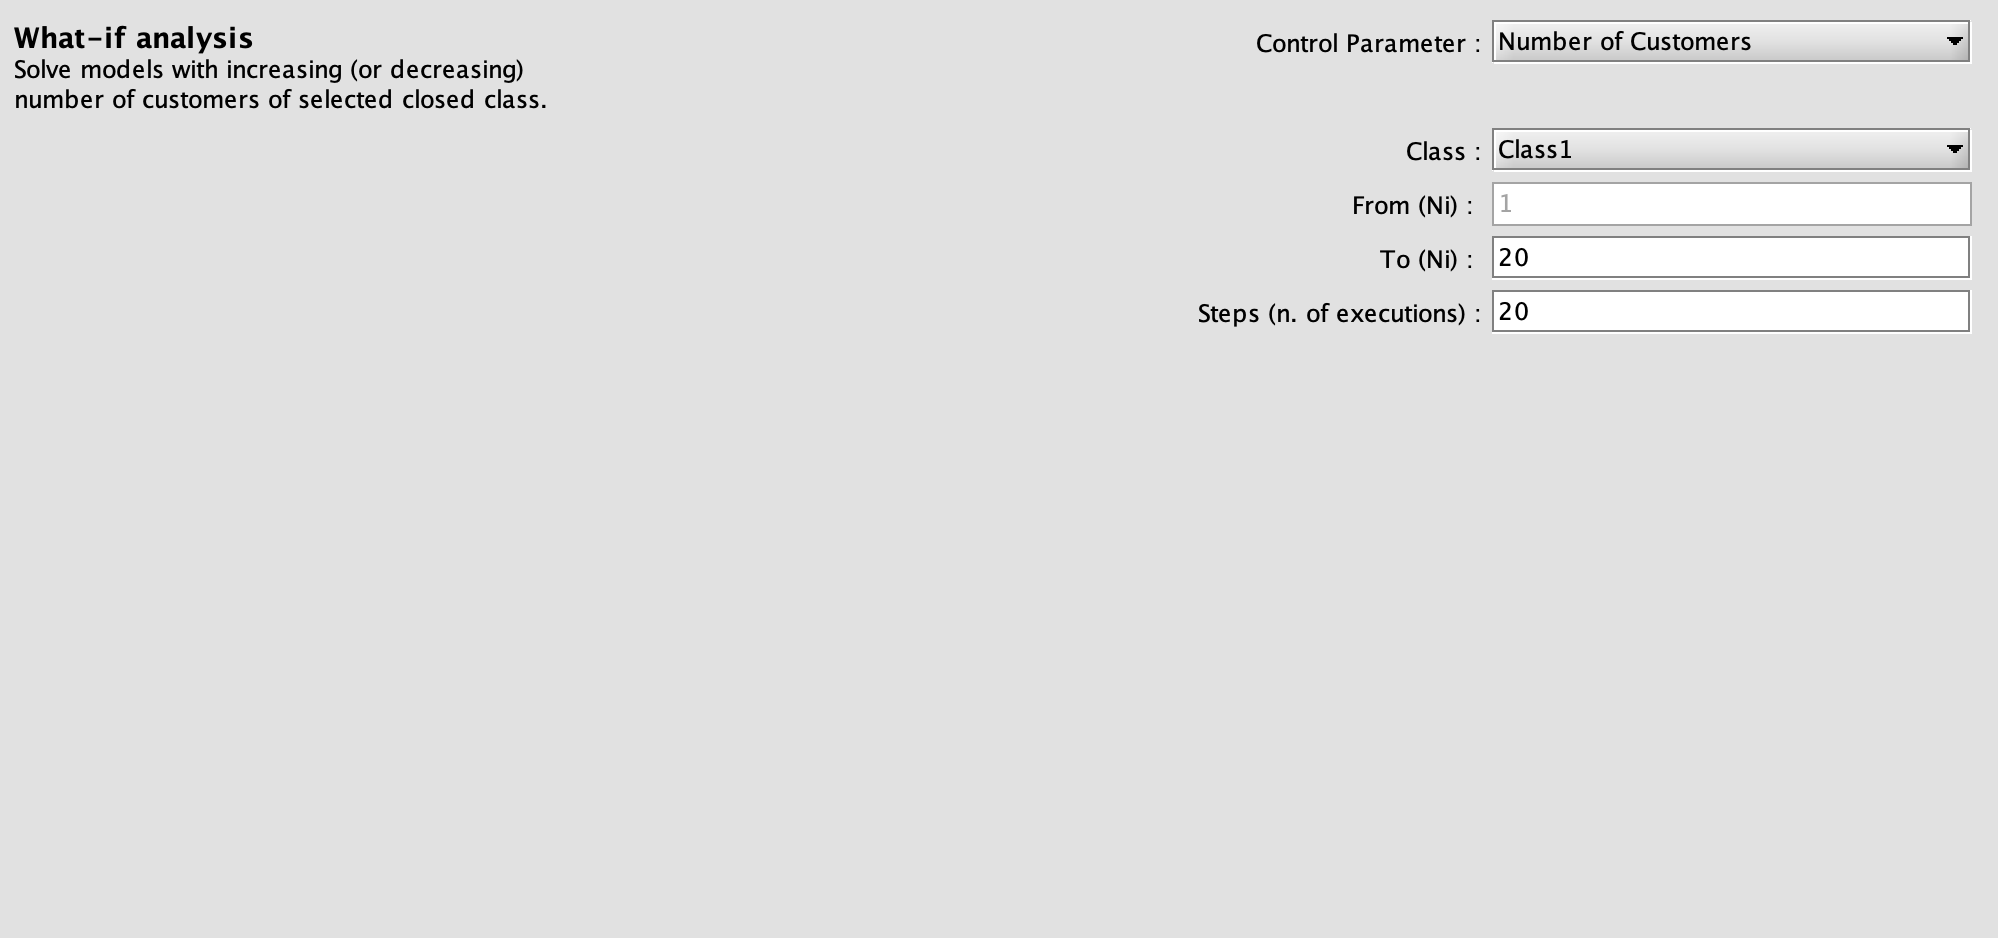 What-if analysis
Solve models with increasing (or decreasing)
number of customers of selected closed class.
Control Parameter : Number of Customers
Class : Class1
From (Ni) : 1
To (Ni) : 20
Steps (n. of executions) : 20